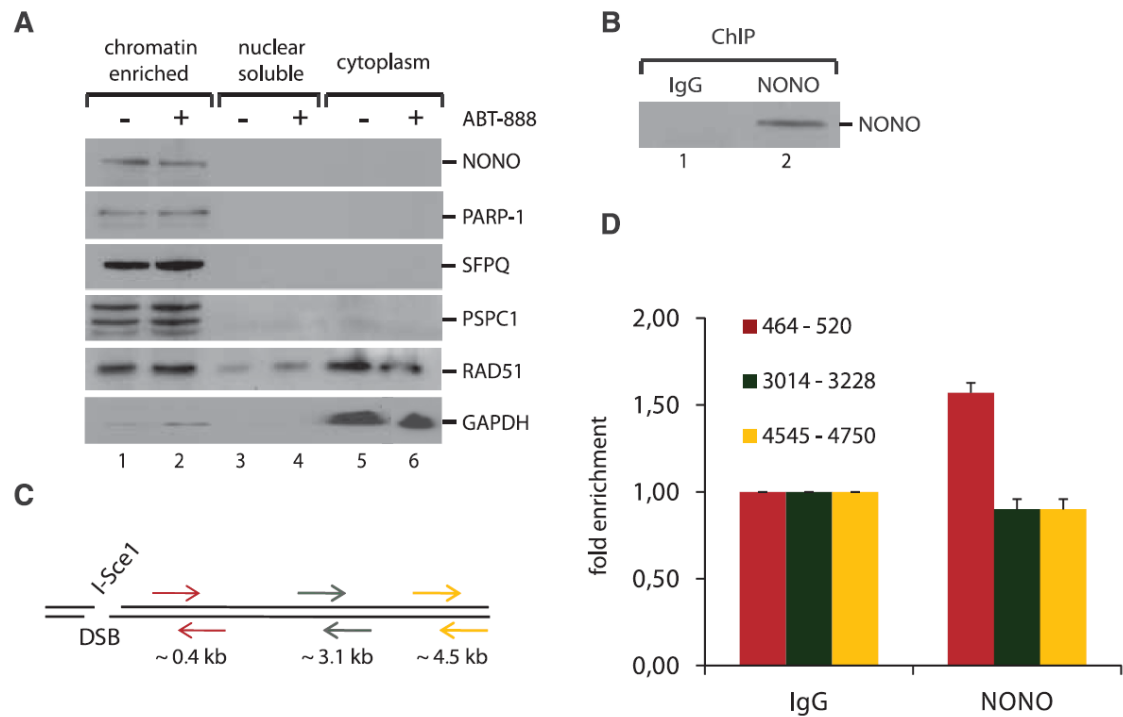 A
chromatin enriched
nuclear soluble
cytoplasm
- + - + - + ABT-888
NONO
PARP-1
SFPQ
PSPC1
RAD51
GAPDH
1 2 3 4 5 6
B
ChIP
IgG NONO
NONO
1 2
C
I-Sce1
DSB
~ 0.4 kb ~ 3.1 kb ~ 4.5 kb
D
fold enrichment
2,00
1,50
1,00
0,50
0,00
464 - 520
3014 - 3228
4545 - 4750
IgG NONO